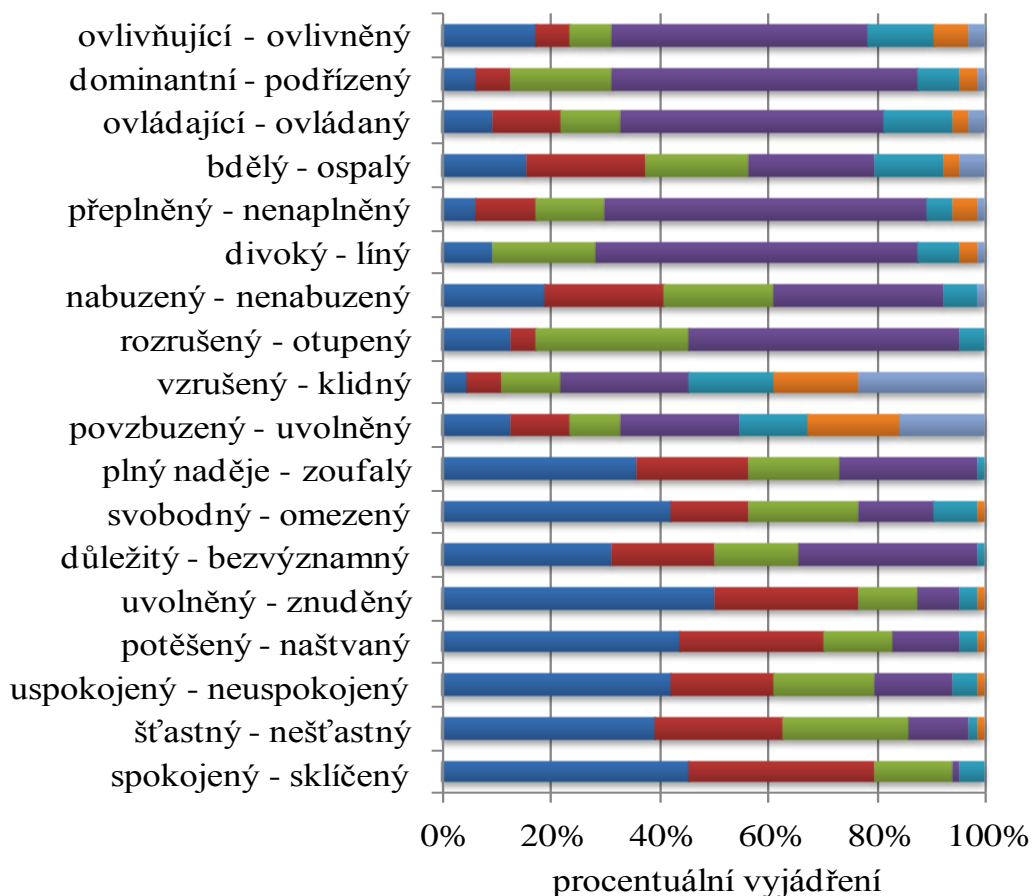 ovlivňující - ovlivněný
dominantní - podřízený
ovládající - ovládaný
bdělý - ospalý
přeplněný - nenaplněný
divoký - líný
nabuzený - nenabuzený
rozrušený - otupený
vzrušený - klidný
povzbuzený - uvolněný
plný naděje - zoufalý
svobodný - omezený
důležitý - bezvýznamný
uvolněný - znuděný
potěšený - naštvaný
uspokojený - neuspokojený
šťastný - nešťastný
spokojený - sklíčený
0% 20% 40% 60% 80% 100%
procentuální vyjádření